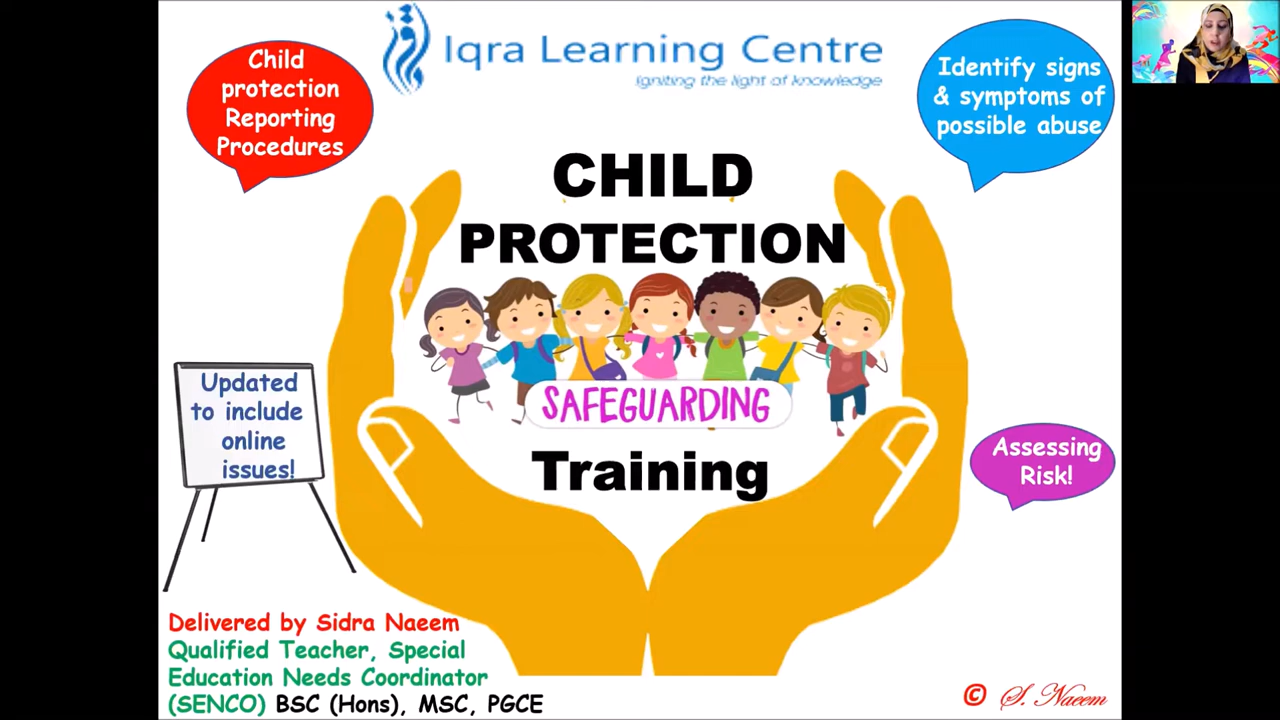 Iqra Learning Centre
Igniting the light of knowledge
Child
protection
Reporting
Procedures
Identify signs
& symptoms of
possible abuse
CHILD
PROTECTION
SAFEGUARDING
Training
Updated
to include
online
issues!
Assessing
Risk!
Delivered by Sidra Naeem
Qualified Teacher, Special
Education Needs Coordinator
(SENCO) BSC (Hons), MSC, PGCE
© S. Naeem